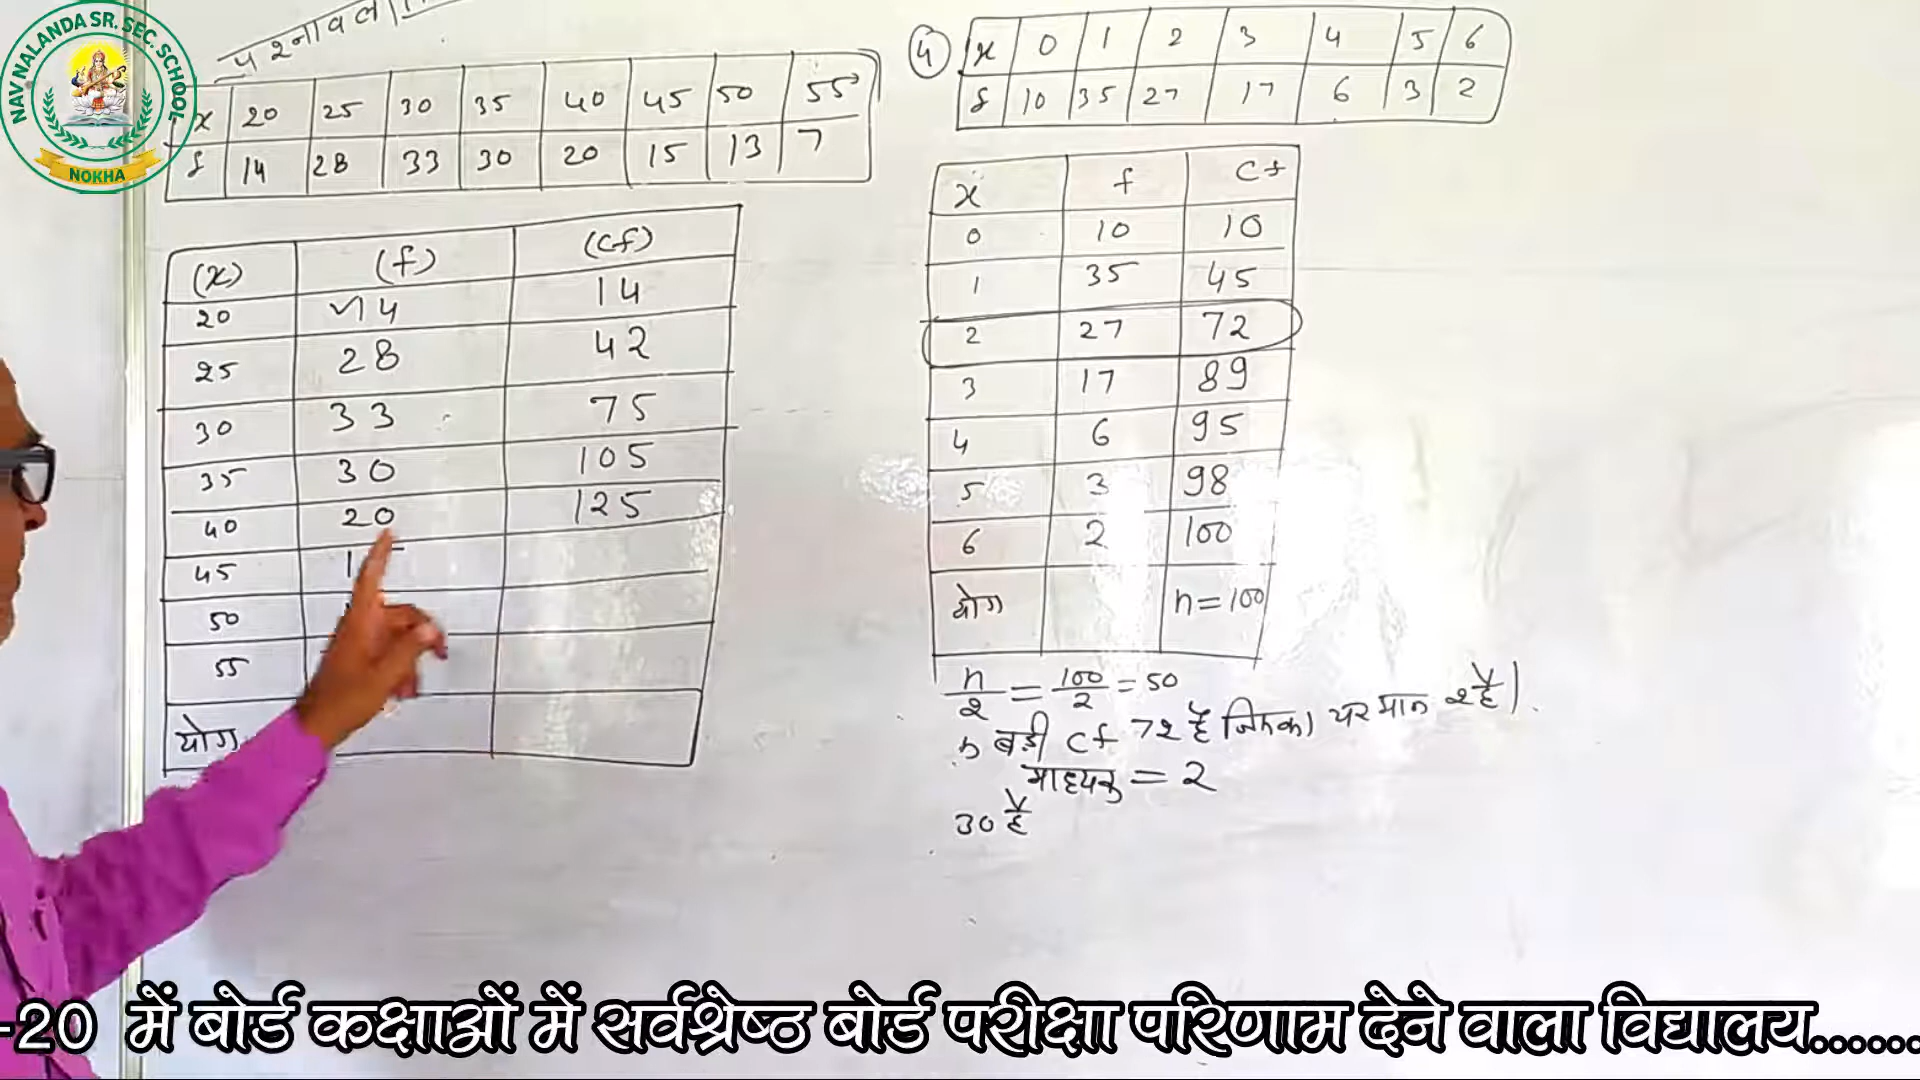 NAV NALANDA SR. SEC. SCHOOL
NOKHA
x 20 25 30 35 40 45 50 55
f 14 28 33 30 20 15 13 7
(x) (f) (cf)
20 14 14
25 28 42
30 33 75
35 30 105
40 20 125
45
50
55
योग
4 x 0 1 2 3 4 5 6
f 10 35 27 17 6 3 2
x f cf
0 10 10
1 35 45
2 27 72
3 17 89
4 6 95
5 3 98
6 2 100
योग n=100
n/2 = 100/2 = 50
बड़ी cf 72 है जिसका पर मान 2 है।
माध्यक = 2
30 है
-20 में बोर्ड कक्षाओं में सर्वश्रेष्ठ बोर्ड परीक्षा परिणाम देने वाला विद्यालय......